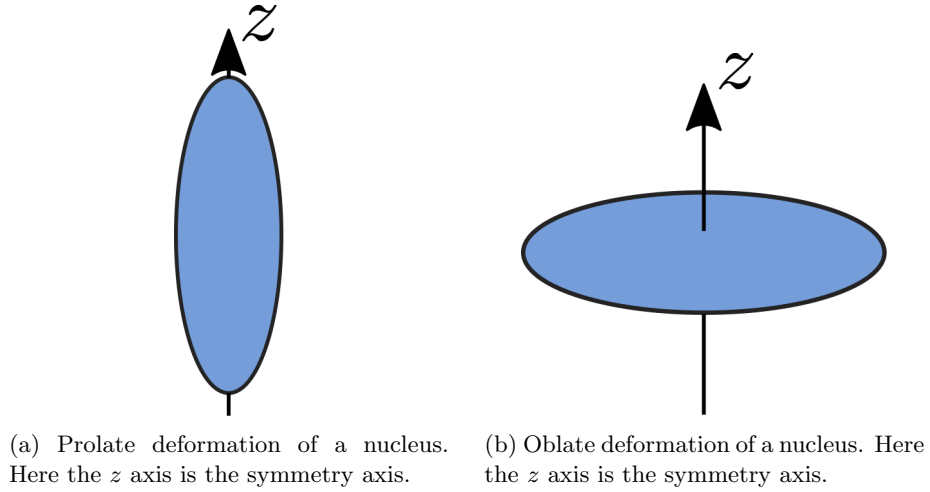 z
z
(a) Prolate deformation of a nucleus.
Here the z axis is the symmetry axis.
(b) Oblate deformation of a nucleus. Here
the z axis is the symmetry axis.